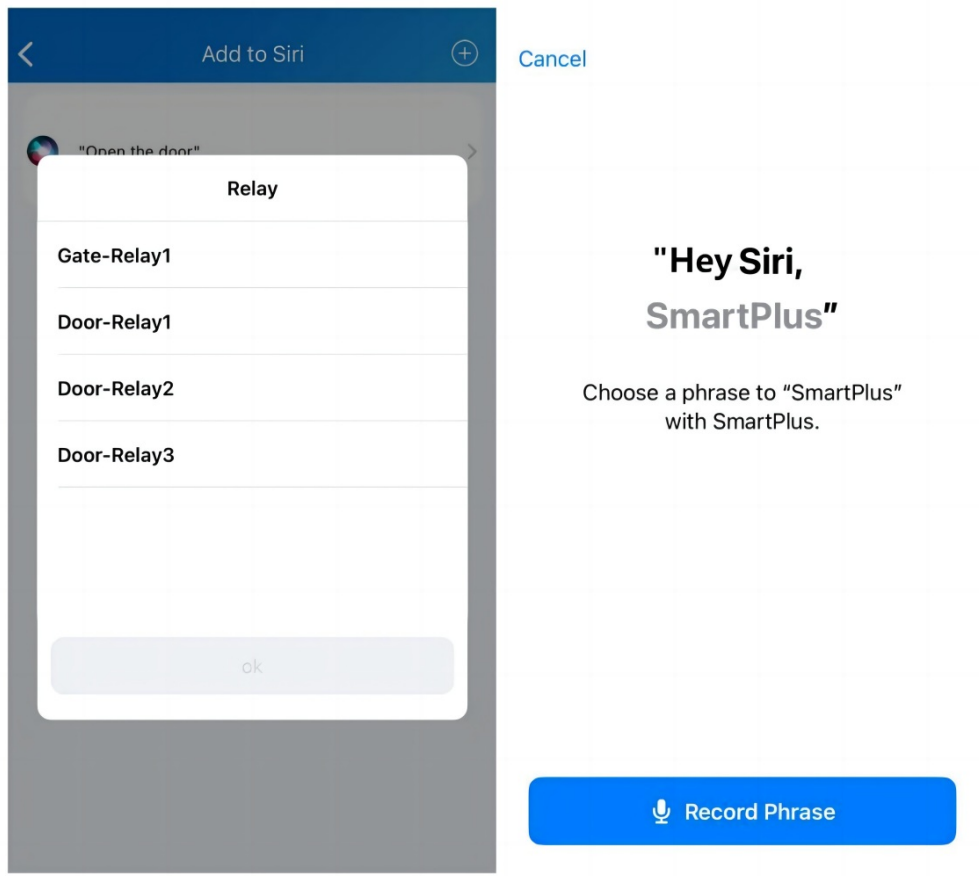 Add to Siri
"Open the door"
Relay
Gate-Relay1
Door-Relay1
Door-Relay2
Door-Relay3
ok
Cancel
"Hey Siri,
SmartPlus”
Choose a phrase to “SmartPlus”
with SmartPlus.
Record Phrase